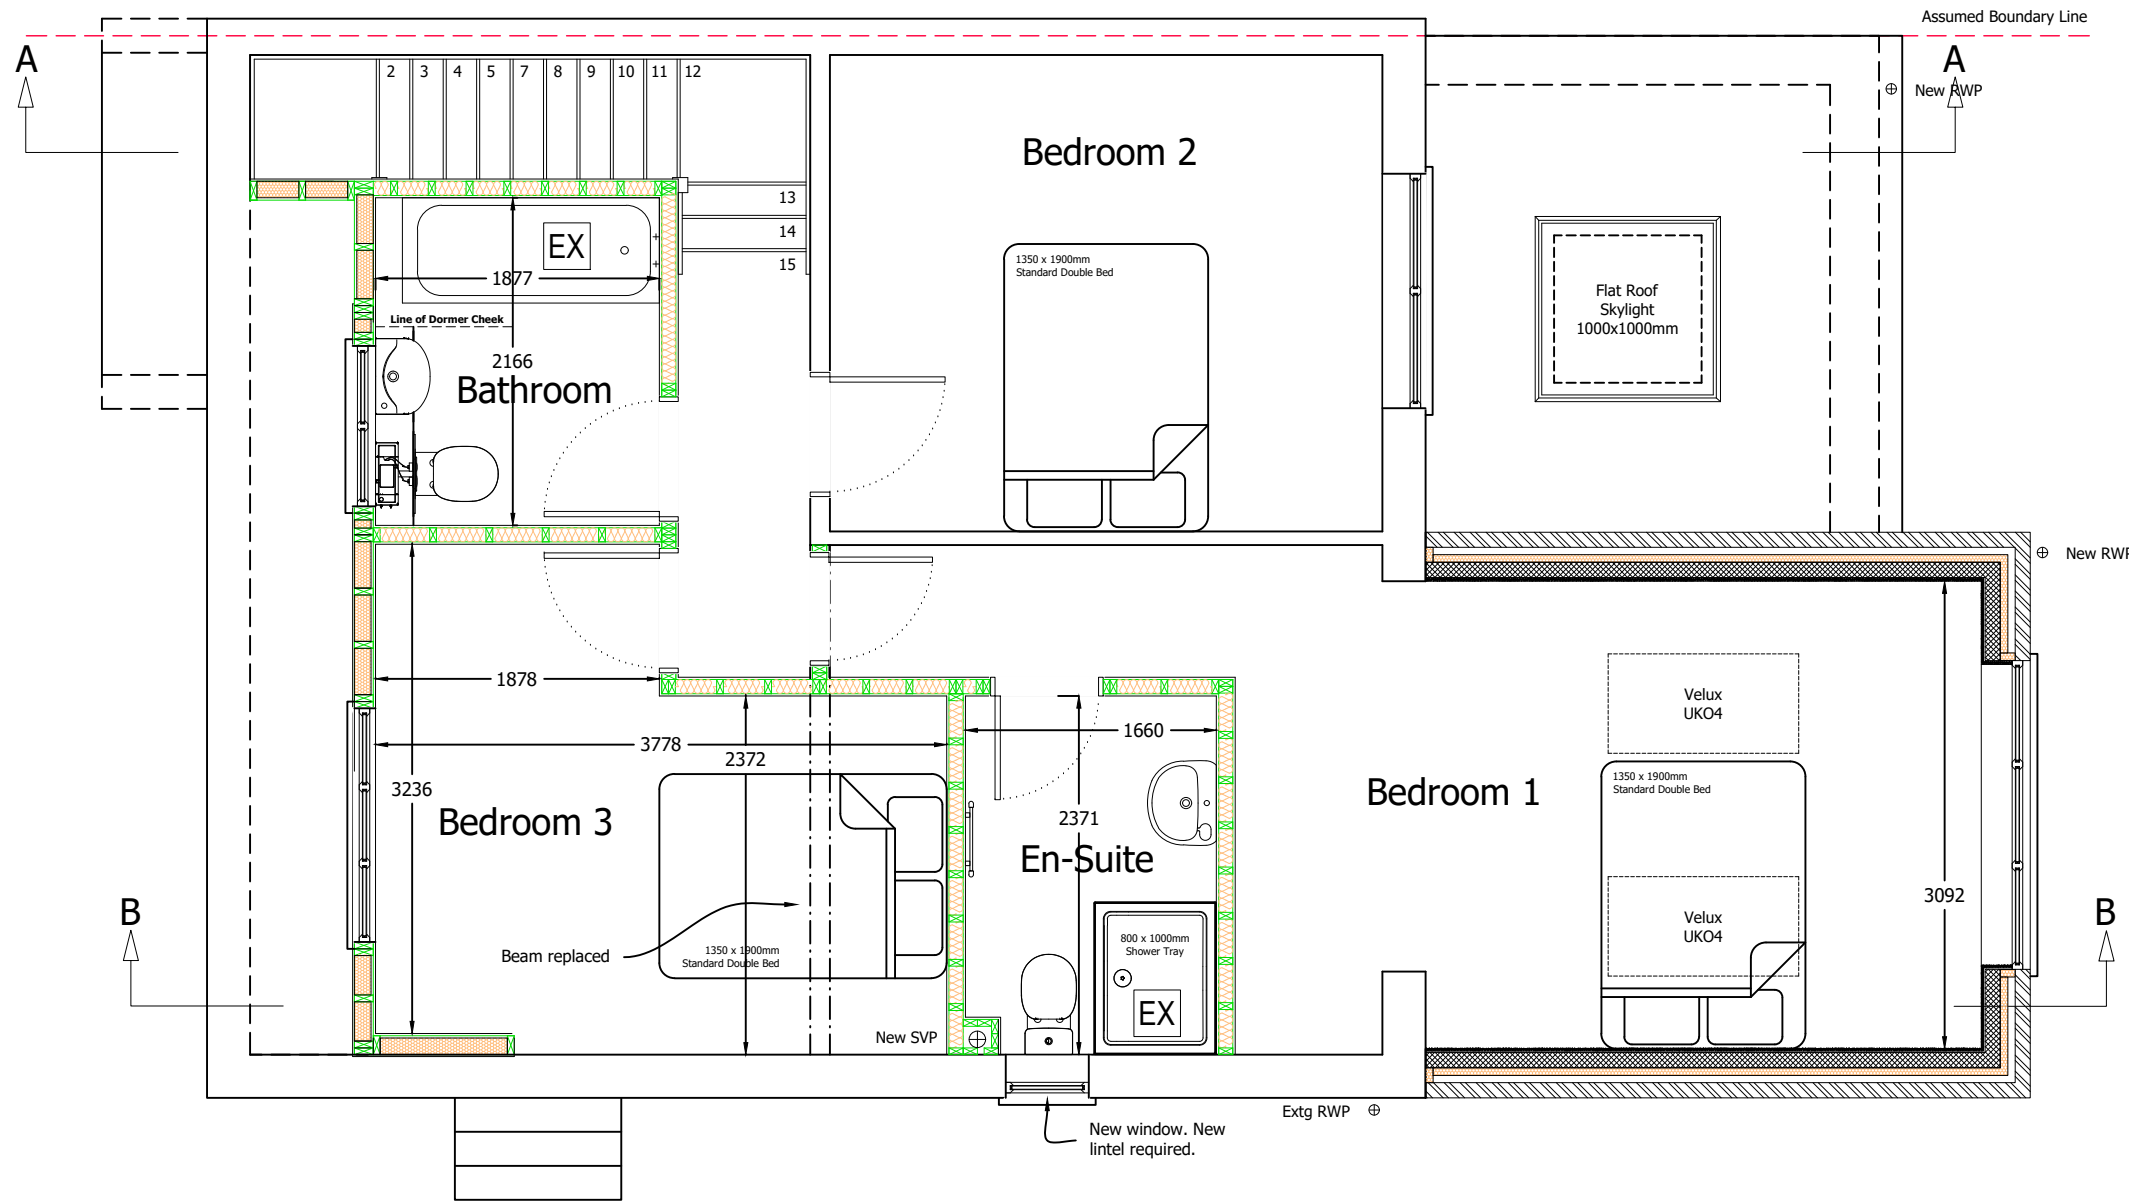 Assumed Boundary Line
A
A
New RWP
2
3
4
5
7
8
9
10
11
12
13
14
15
Bedroom 2
EX
1877
1350 x 1900mm
Standard Double Bed
Flat Roof
Skylight
1000x1000mm
Line of Dormer Cheek
2166
Bathroom
New RWP
1878
1660
3778
2372
Velux
UKO4
3236
Bedroom 3
2371
Bedroom 1
1350 x 1900mm
Standard Double Bed
En-Suite
3092
B
B
Velux
UKO4
Beam replaced
1350 x 1900mm
Standard Double Bed
800 x 1000mm
Shower Tray
EX
New SVP
Extg RWP
New window. New
lintel required.